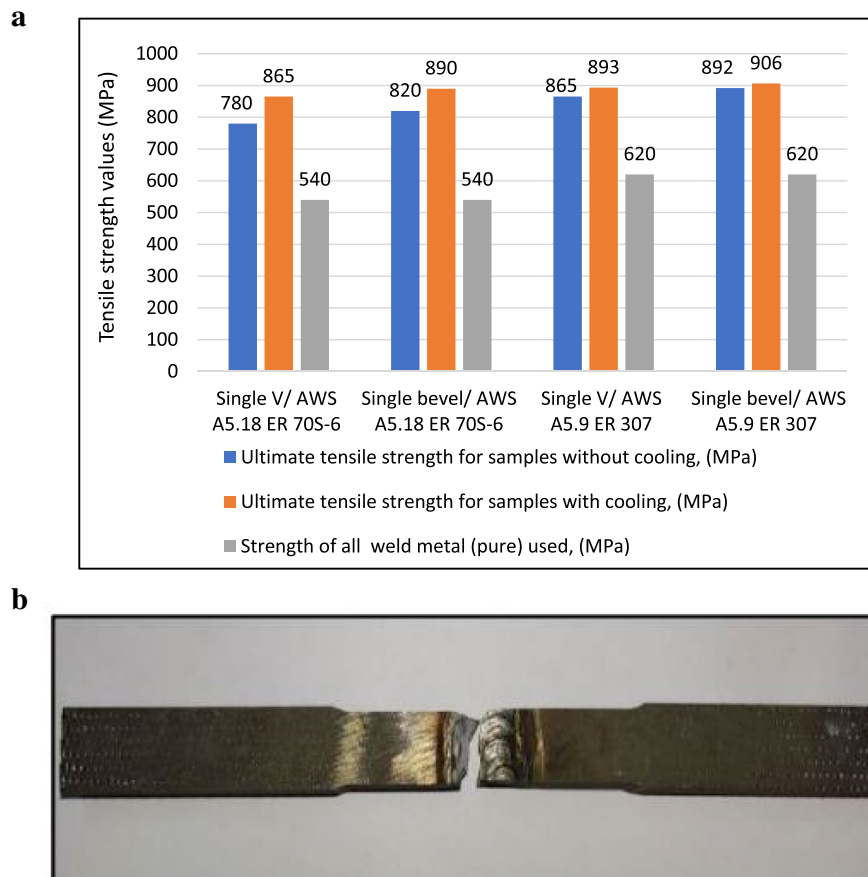 a
Tensile strength values (MPa)
1000
900
800
700
600
500
400
300
200
100
0
780
865
540
820
890
540
865
893
620
892
906
620
Single V/ AWS
A5.18 ER 70S-6
Single bevel/ AWS
A5.18 ER 70S-6
Single V/ AWS
A5.9 ER 307
Single bevel/ AWS
A5.9 ER 307
Ultimate tensile strength for samples without cooling, (MPa)
Ultimate tensile strength for samples with cooling, (MPa)
Strength of all weld metal (pure) used, (MPa)
b